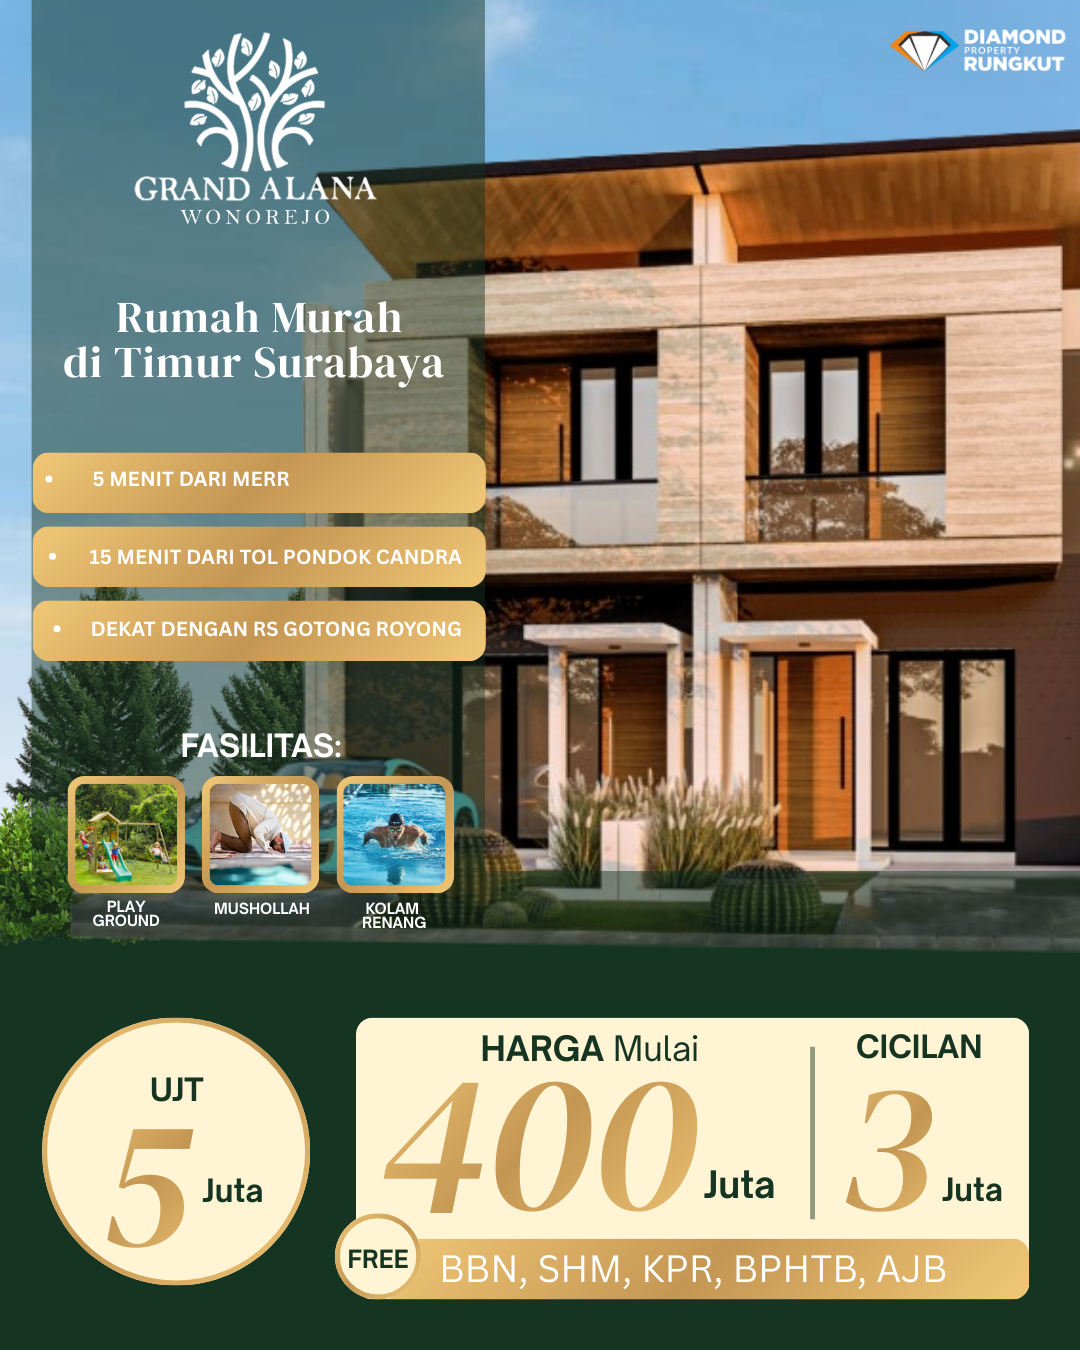 DIAMOND
PROPERTY
RUNGKUT
GRAND ALANA
WONOREJO
Rumah Murah
di Timur Surabaya
• 5 MENIT DARI MERR
• 15 MENIT DARI TOL PONDOK CANDRA
• DEKAT DENGAN RS GOTONG ROYONG
FASILITAS:
PLAY
GROUND
MUSHOLLAH
KOLAM
RENANG
UJT
5 Juta
HARGA Mulai
400 Juta
CICILAN
3 Juta
FREE
BBN, SHM, KPR, BPHTB, AJB